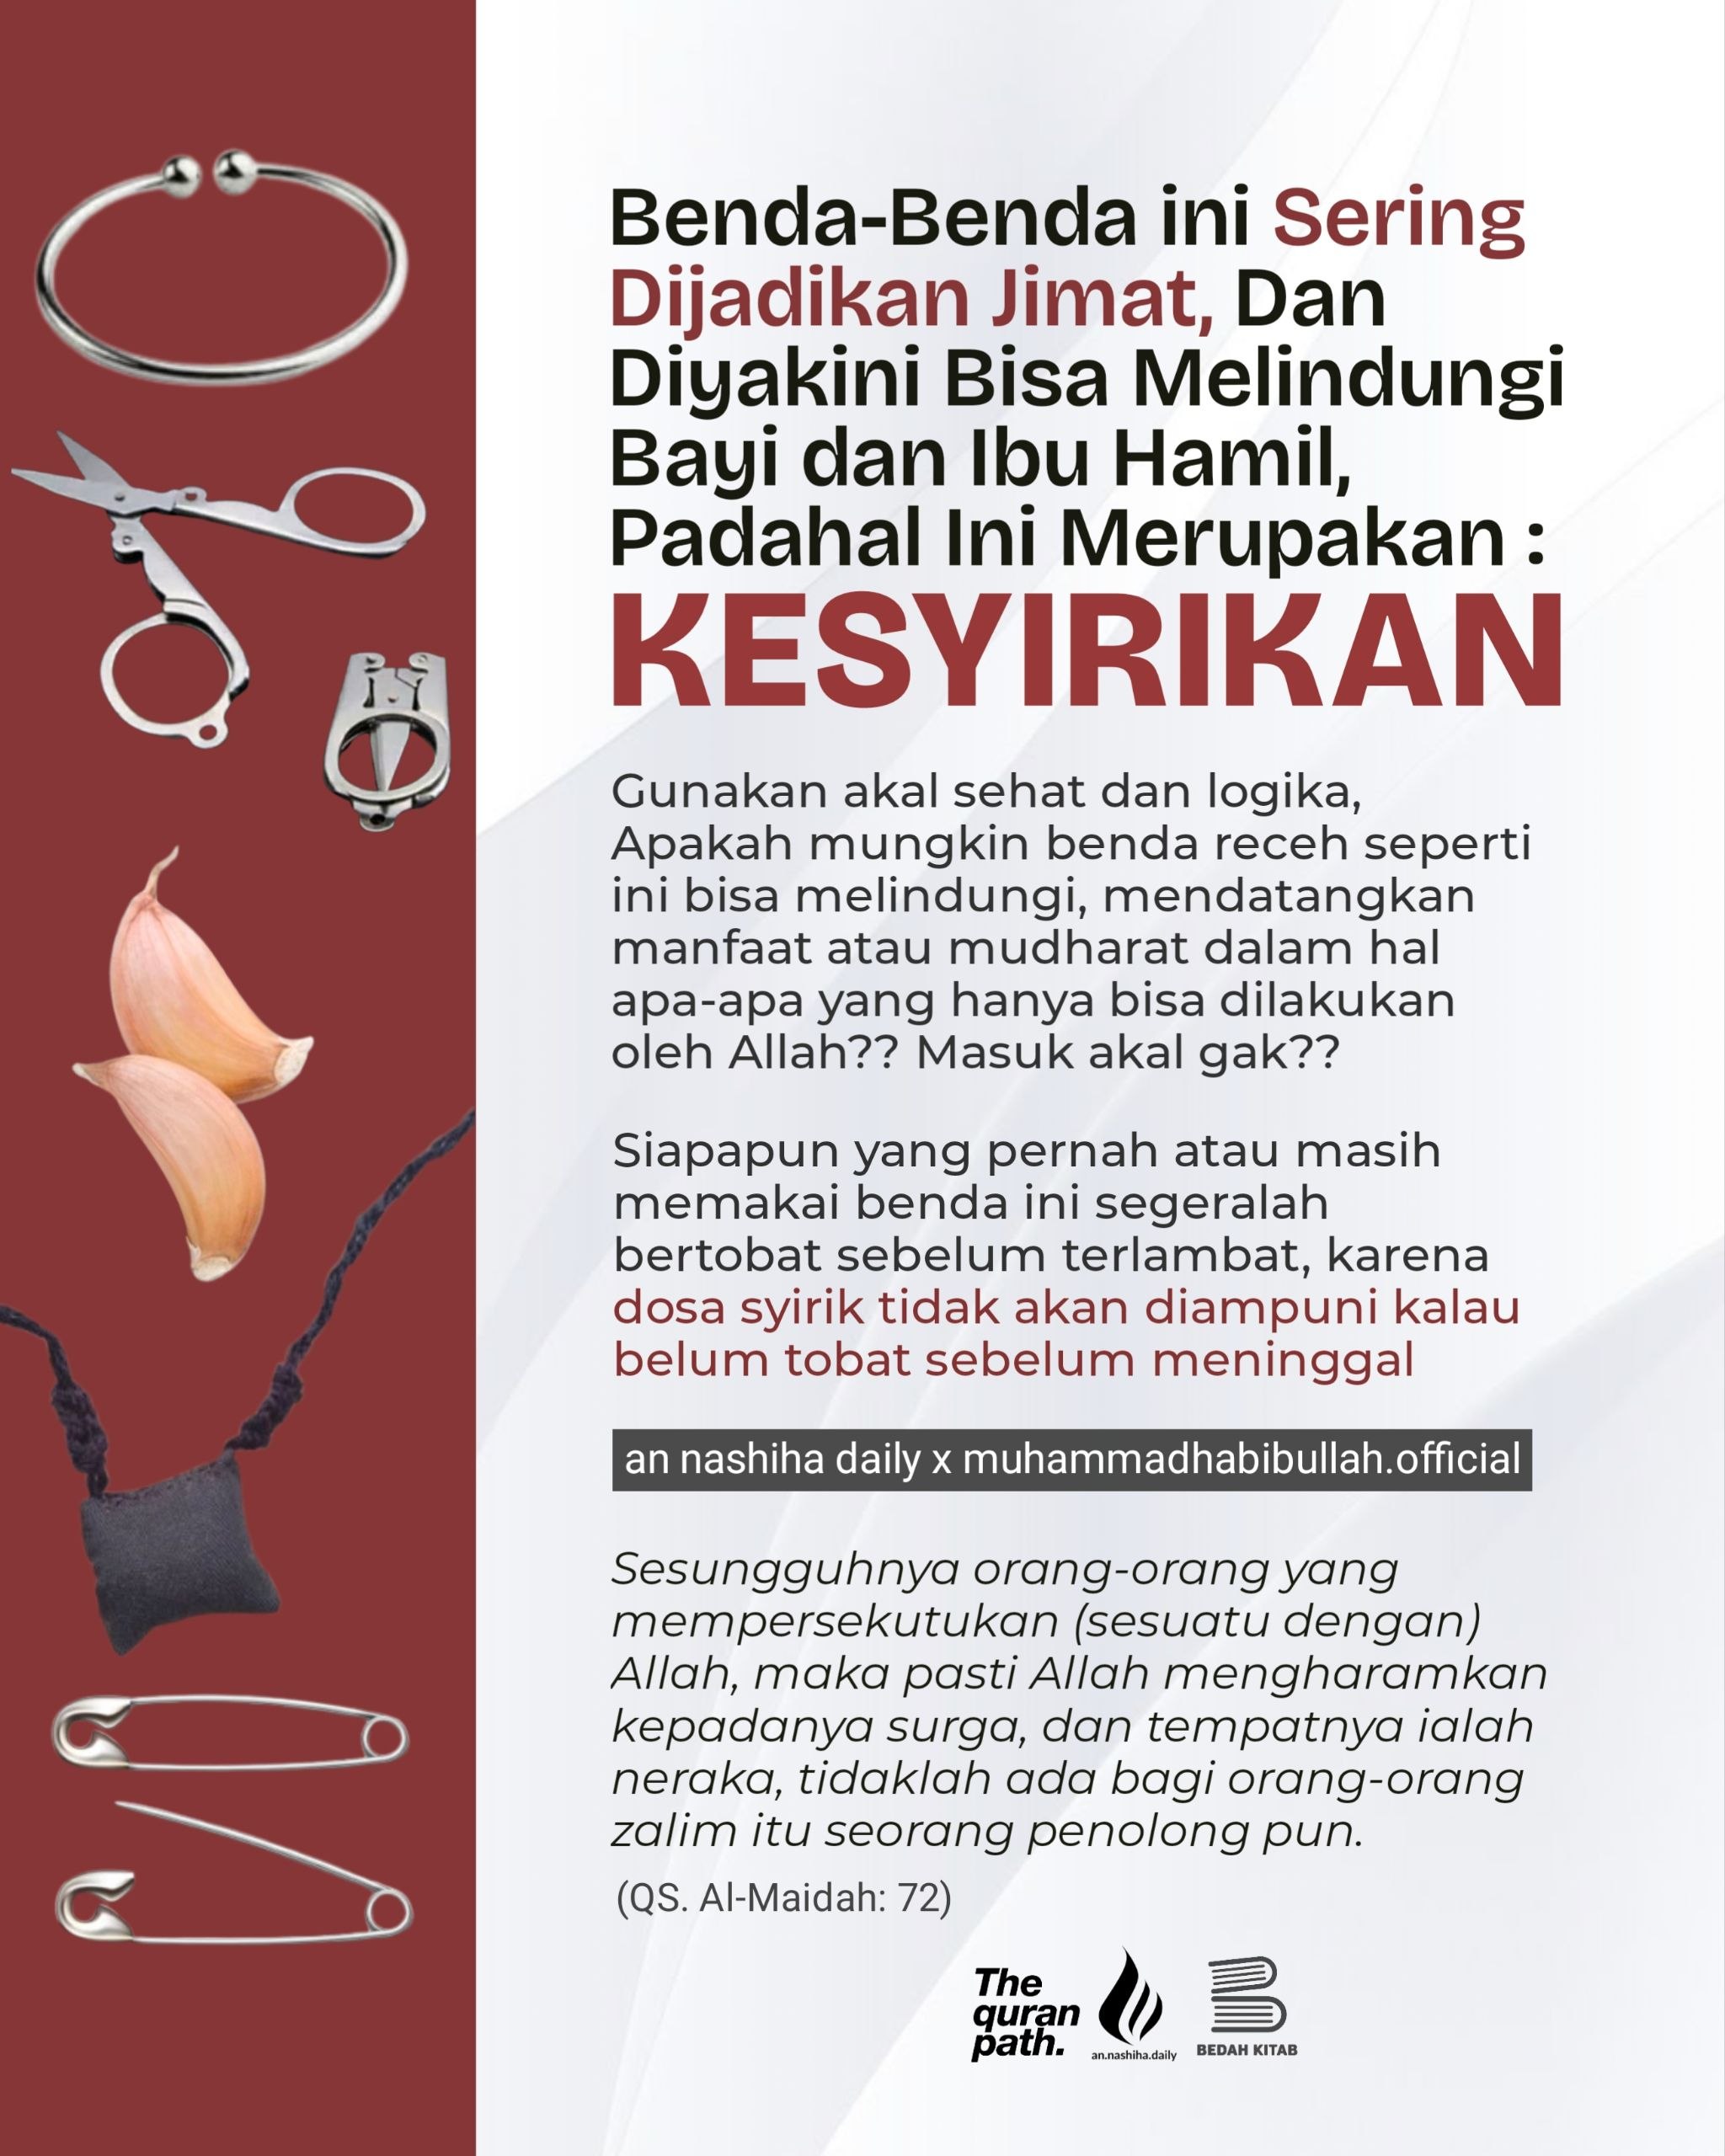 Benda-Benda ini Sering
Dijadikan Jimat, Dan
Diyakini Bisa Melindungi
Bayi dan Ibu Hamil,
Padahal Ini Merupakan :
KESYIRIKAN
Gunakan akal sehat dan logika,
Apakah mungkin benda receh seperti
ini bisa melindungi, mendatangkan
manfaat atau mudharat dalam hal
apa-apa yang hanya bisa dilakukan
oleh Allah?? Masuk akal gak??
Siapapun yang pernah atau masih
memakai benda ini segeralah
bertobat sebelum terlambat, karena
dosa syirik tidak akan diampuni kalau
belum tobat sebelum meninggal
an nashiha daily x muhammadhabibullah.official
Sesungguhnya orang-orang yang
mempersekutukan (sesuatu dengan)
Allah, maka pasti Allah mengharamkan
kepadanya surga, dan tempatnya ialah
neraka, tidaklah ada bagi orang-orang
zalim itu seorang penolong pun.
(QS. Al-Maidah: 72)
The
quran
path.
an.nashiha.daily
BEDAH KITAB